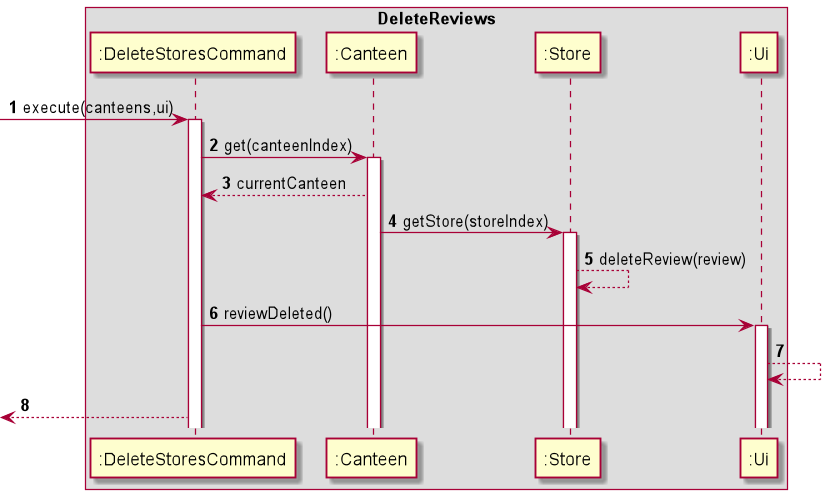 DeleteReviews
:DeleteStoresCommand :Canteen :Store :Ui
1 execute(canteens,ui)
2 get(canteenIndex)
3 currentCanteen
4 getStore(storeIndex)
5 deleteReview(review)
6 reviewDeleted()
7
8
:DeleteStoresCommand :Canteen :Store :Ui